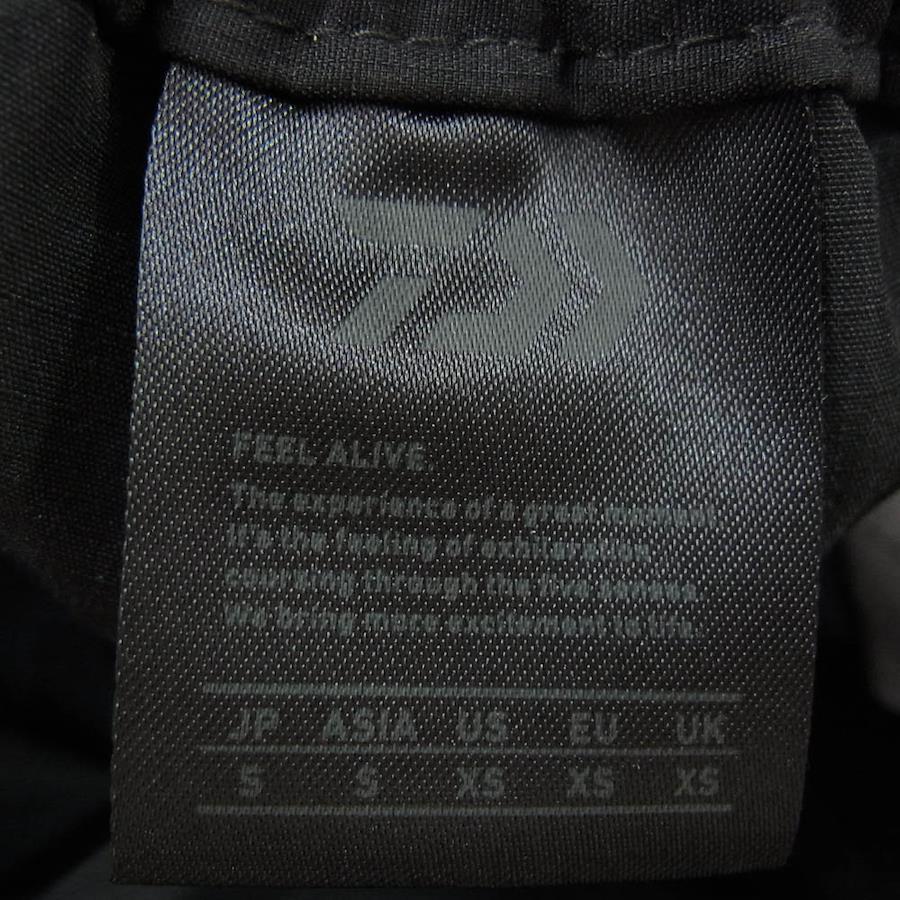 FEEL ALIVE.
The experience of a great moment.
It's the feeling of exhilaration
coursing through the five senses.
We bring more excitement to life.
JP ASIA US EU UK
S S XS XS XS